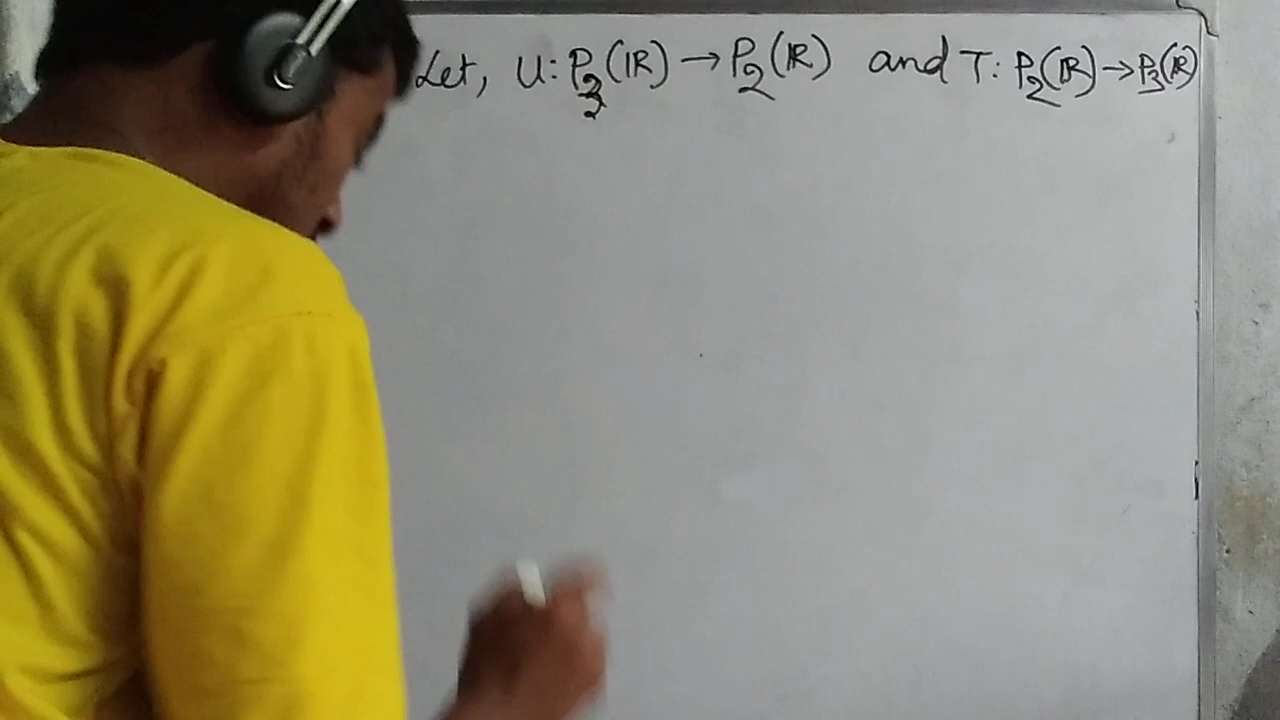 Let, U: P₃(ℝ) → P₂(ℝ) and T: P₂(ℝ) → P₃(ℝ)